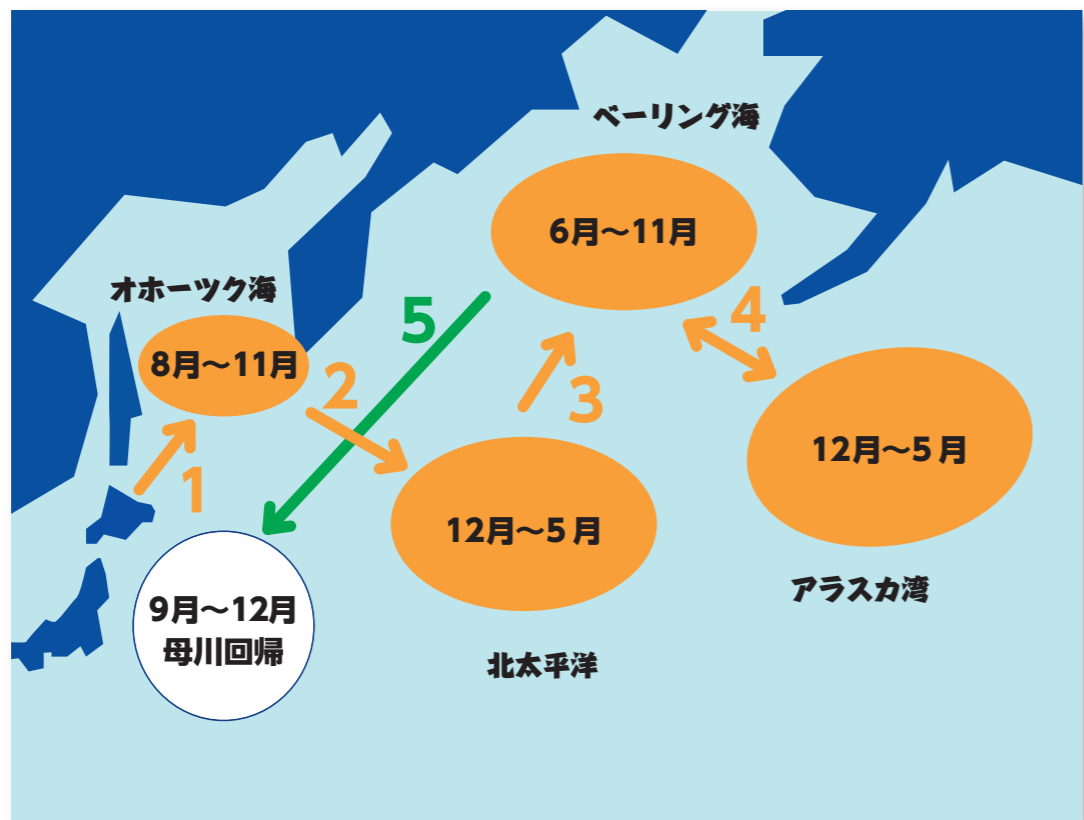 ベーリング海
6月～11月
オホーツク海
8月～11月
5
4
2
3
1
12月～5月
12月～5月
アラスカ湾
9月～12月
母川回帰
北太平洋